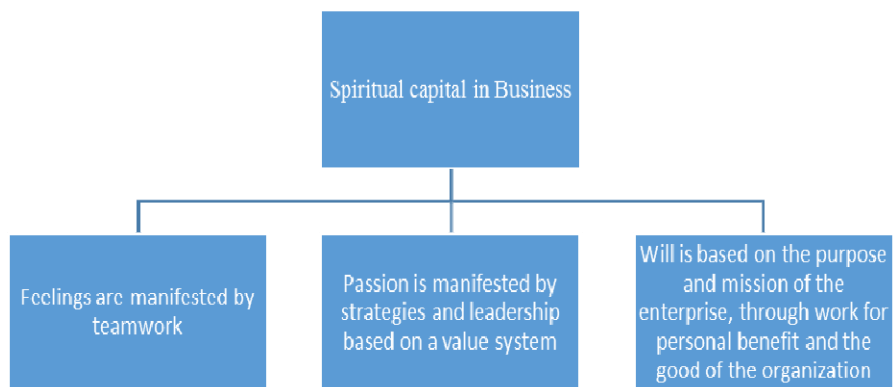 Spiritual capital in Business
Feelings are manifested by
teamwork
Passion is manifested by
strategies and leadership
based on a value system
Will is based on the purpose
and mission of the
enterprise, through work for
personal benefit and the
good of the organization